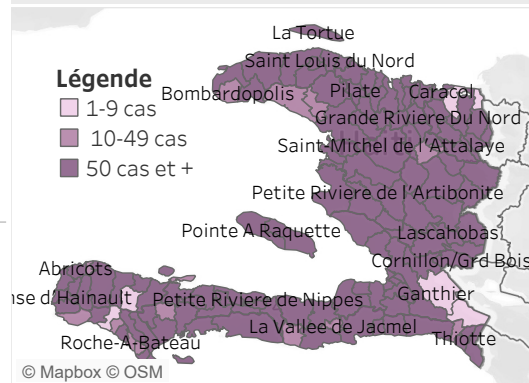 La Tortue
Saint Louis du Nord
Légende
1-9 cas
10-49 cas
50 cas et +
Bombardopolis
Pilate
Caracol
Grande Riviere Du Nord
Saint-Michel de l'Attalaye
Petite Riviere de l'Artibonite
Pointe A Raquette
Lascahobas
Cornillon/Grd Bois
Abricots
nse d'Hainault
Petite Riviere de Nippes
Ganthier
La Vallee de Jacmel
Thiotte
Roche-A-Bateau
© Mapbox © OSM